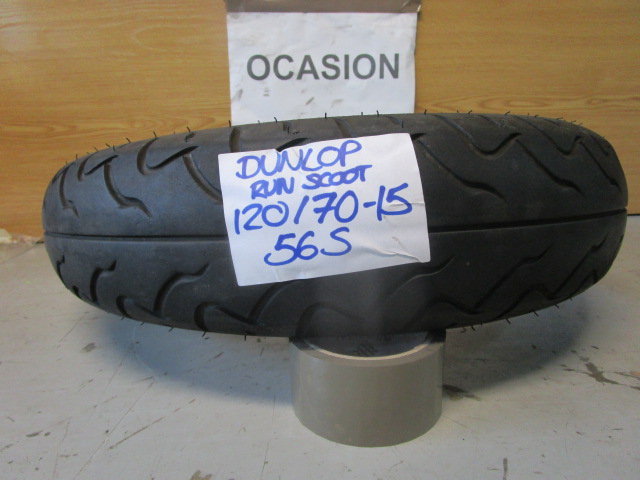 OCASION
DUNLOP
RUN SCOOT
120/70-15
56S